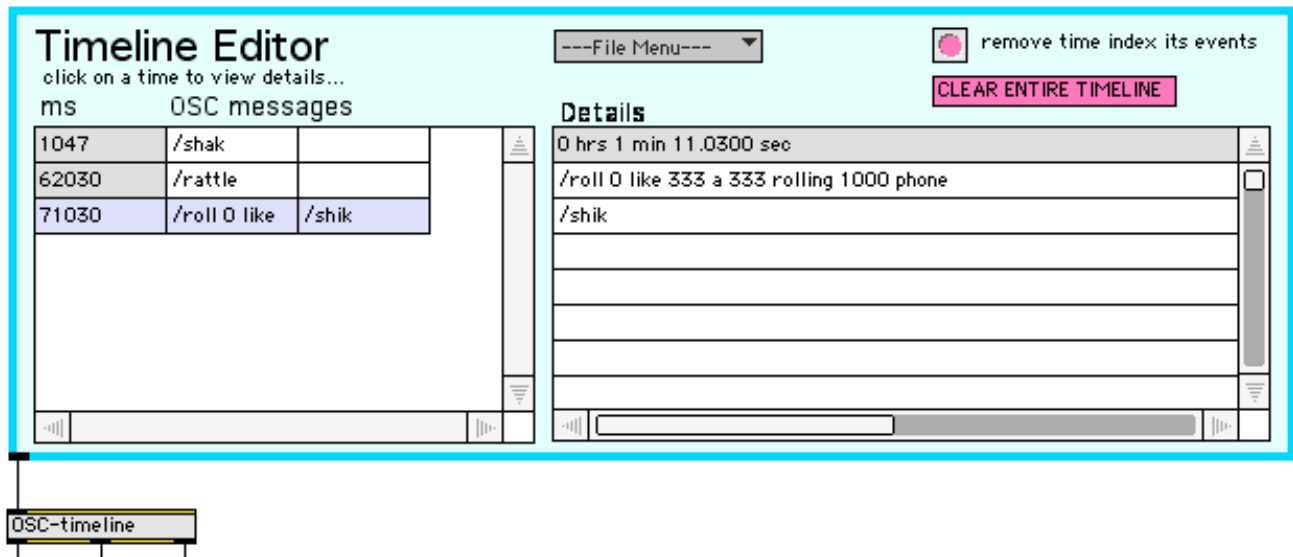 Timeline Editor
click on a time to view details...
ms OSC messages
1047 /shak
62030 /rattle
71030 /roll 0 like /shik
---File Menu---
remove time index its events
CLEAR ENTIRE TIMELINE
Details
0 hrs 1 min 11.0300 sec
/roll 0 like 333 a 333 rolling 1000 phone
/shik
OSC-timeline